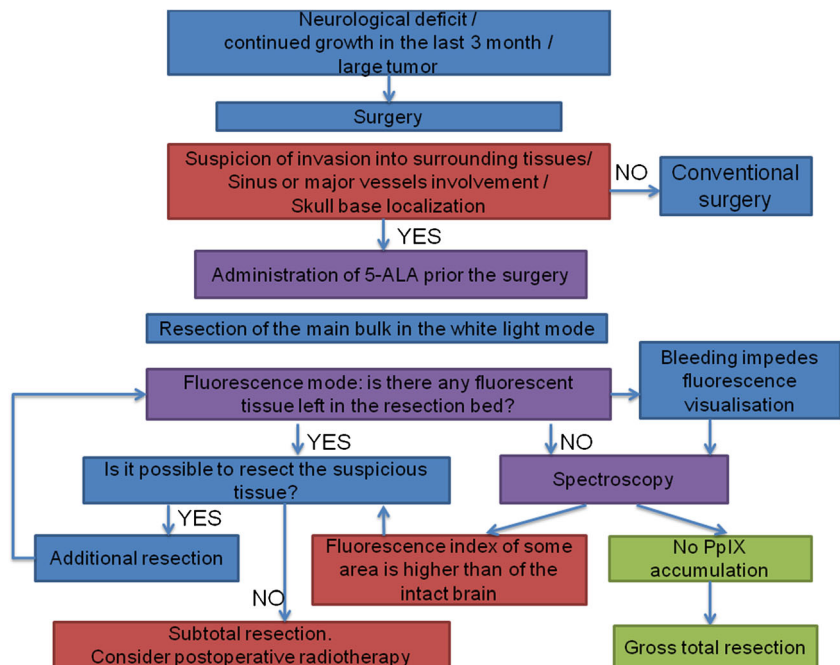 Neurological deficit /
continued growth in the last 3 month /
large tumor
Surgery
Suspicion of invasion into surrounding tissues/
Sinus or major vessels involvement /
Skull base localization
NO
Conventional
surgery
YES
Administration of 5-ALA prior the surgery
Resection of the main bulk in the white light mode
Fluorescence mode: is there any fluorescent
tissue left in the resection bed?
Bleeding impedes
fluorescence
visualisation
YES
NO
Is it possible to resect the suspicious
tissue?
Spectroscopy
YES
Additional resection
Fluorescence index of some
area is higher than of the
intact brain
No PpIX
accumulation
NO
Subtotal resection.
Consider postoperative radiotherapy
Gross total resection